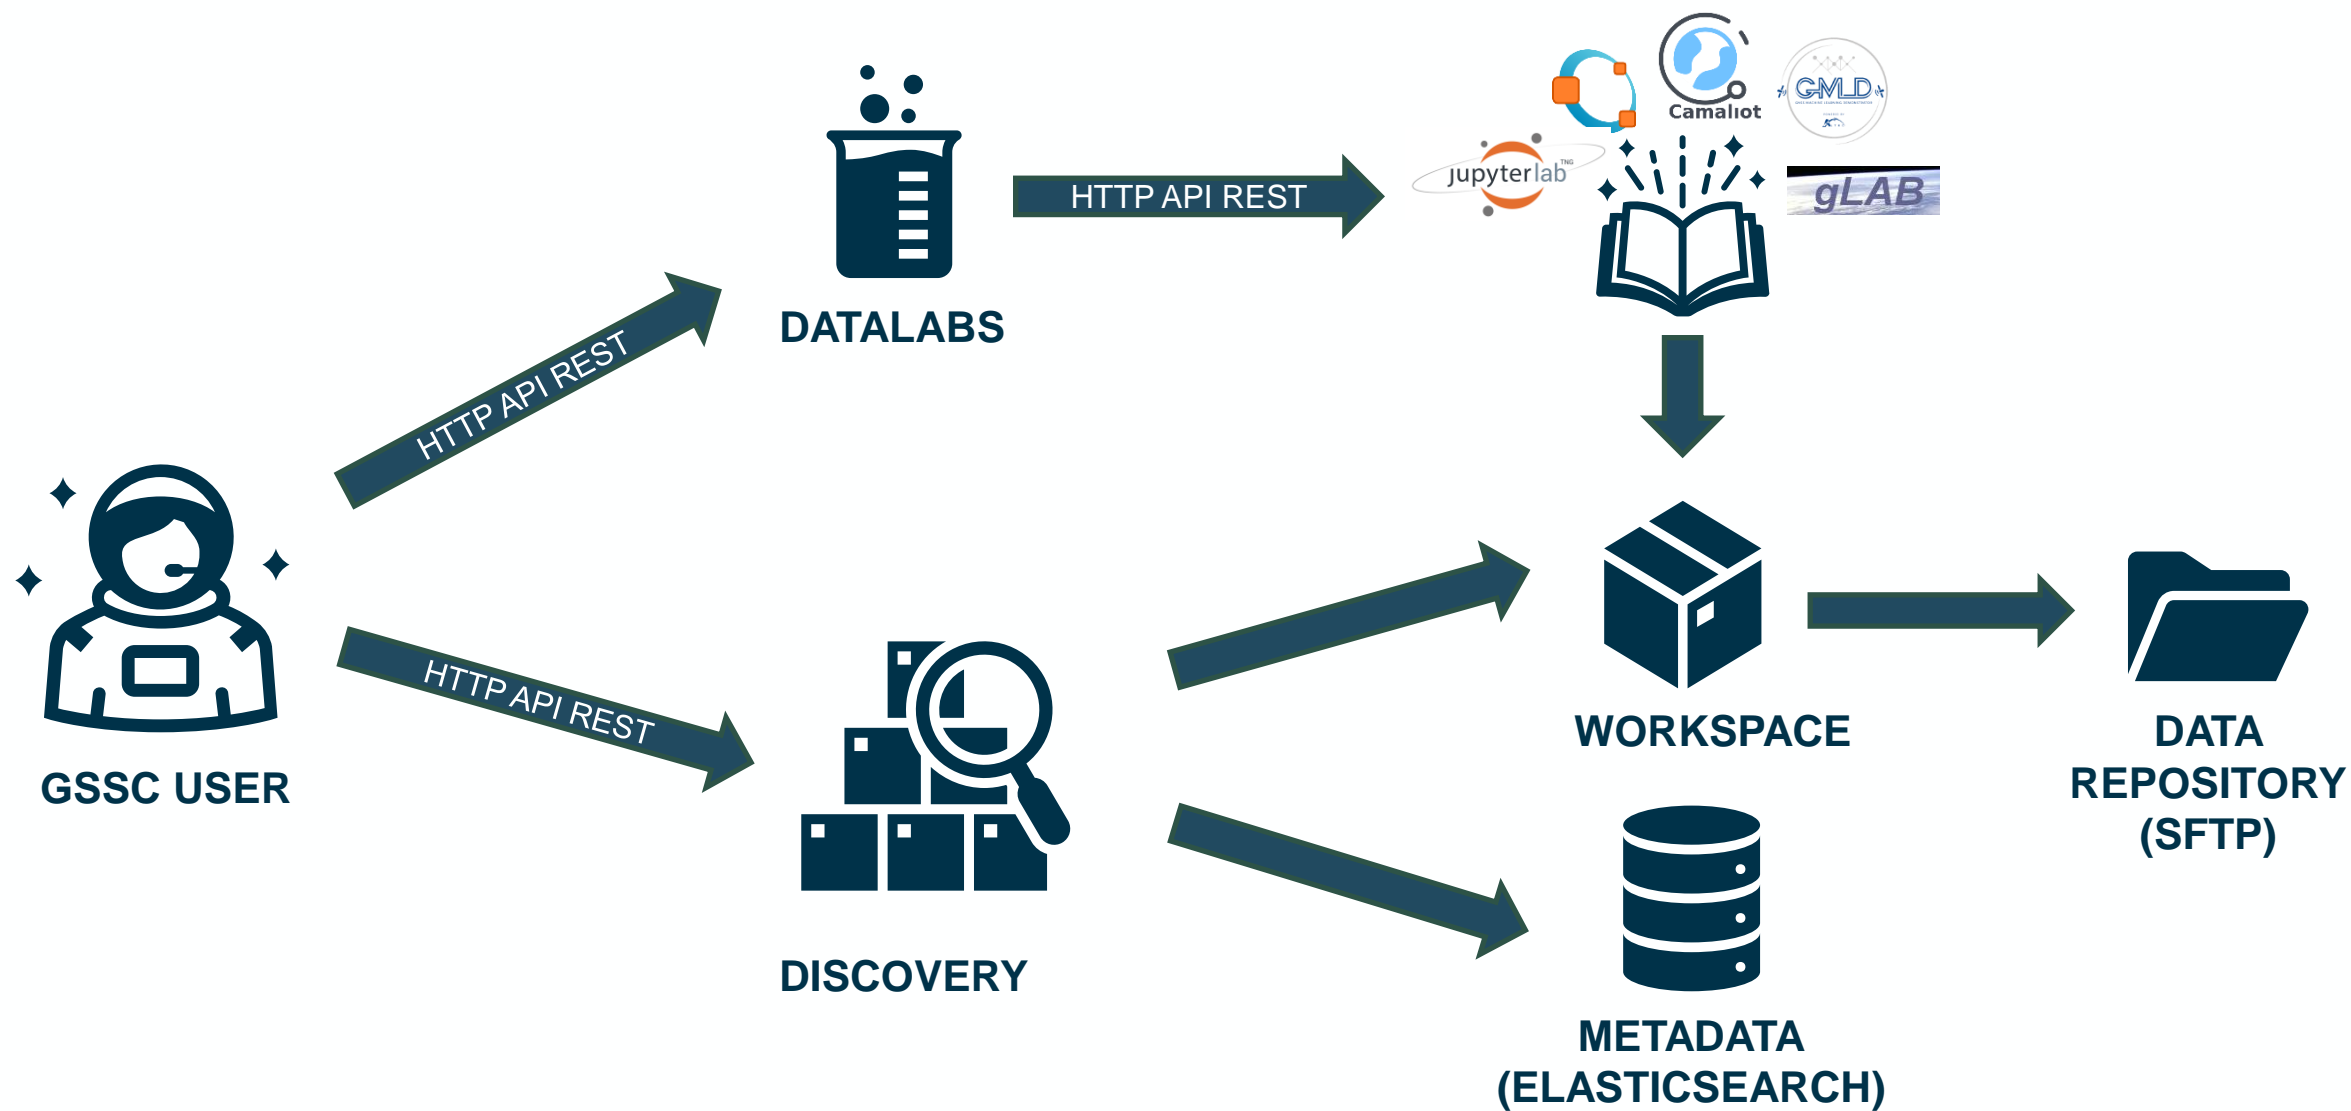 Camaliot
GMLD
jupyterlab
TNG
gLAB
HTTP API REST
DATALABS
HTTP API REST
HTTP API REST
GSSC USER
DISCOVERY
WORKSPACE
DATA
REPOSITORY
(SFTP)
METADATA
(ELASTICSEARCH)